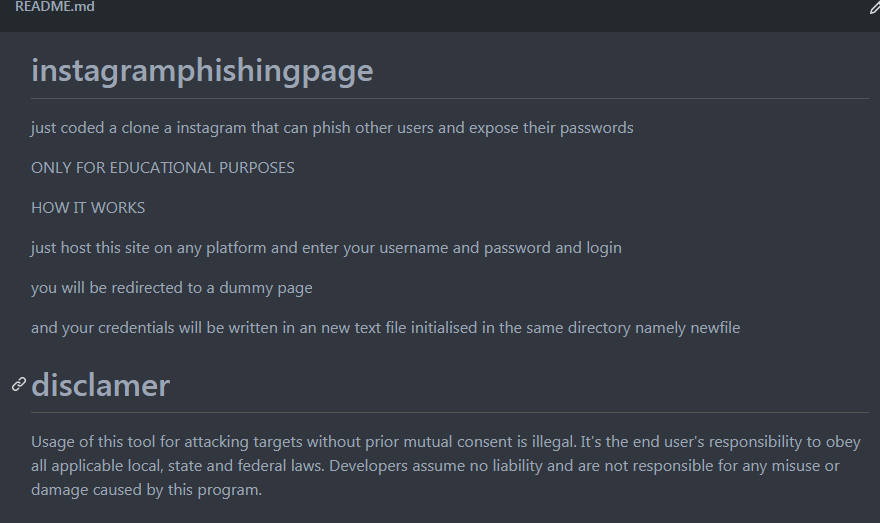 README.md
instagramphishingpage
just coded a clone a instagram that can phish other users and expose their passwords
ONLY FOR EDUCATIONAL PURPOSES
HOW IT WORKS
just host this site on any platform and enter your username and password and login
you will be redirected to a dummy page
and your credentials will be written in an new text file initialised in the same directory namely newfile
disclamer
Usage of this tool for attacking targets without prior mutual consent is illegal. It's the end user's responsibility to obey
all applicable local, state and federal laws. Developers assume no liability and are not responsible for any misuse or
damage caused by this program.